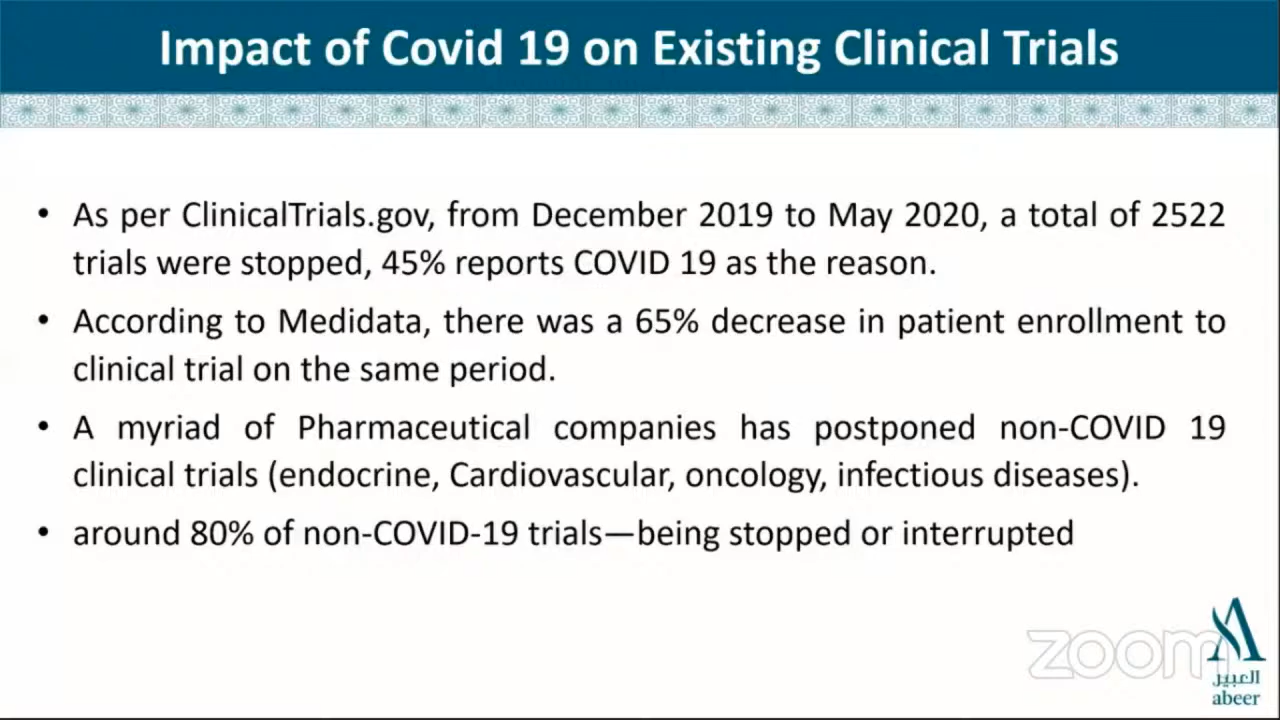 Impact of Covid 19 on Existing Clinical Trials
• As per ClinicalTrials.gov, from December 2019 to May 2020, a total of 2522
trials were stopped, 45% reports COVID 19 as the reason.
• According to Medidata, there was a 65% decrease in patient enrollment to
clinical trial on the same period.
• A myriad of Pharmaceutical companies has postponed non-COVID 19
clinical trials (endocrine, Cardiovascular, oncology, infectious diseases).
• around 80% of non-COVID-19 trials—being stopped or interrupted
zoom
العبير
abeer